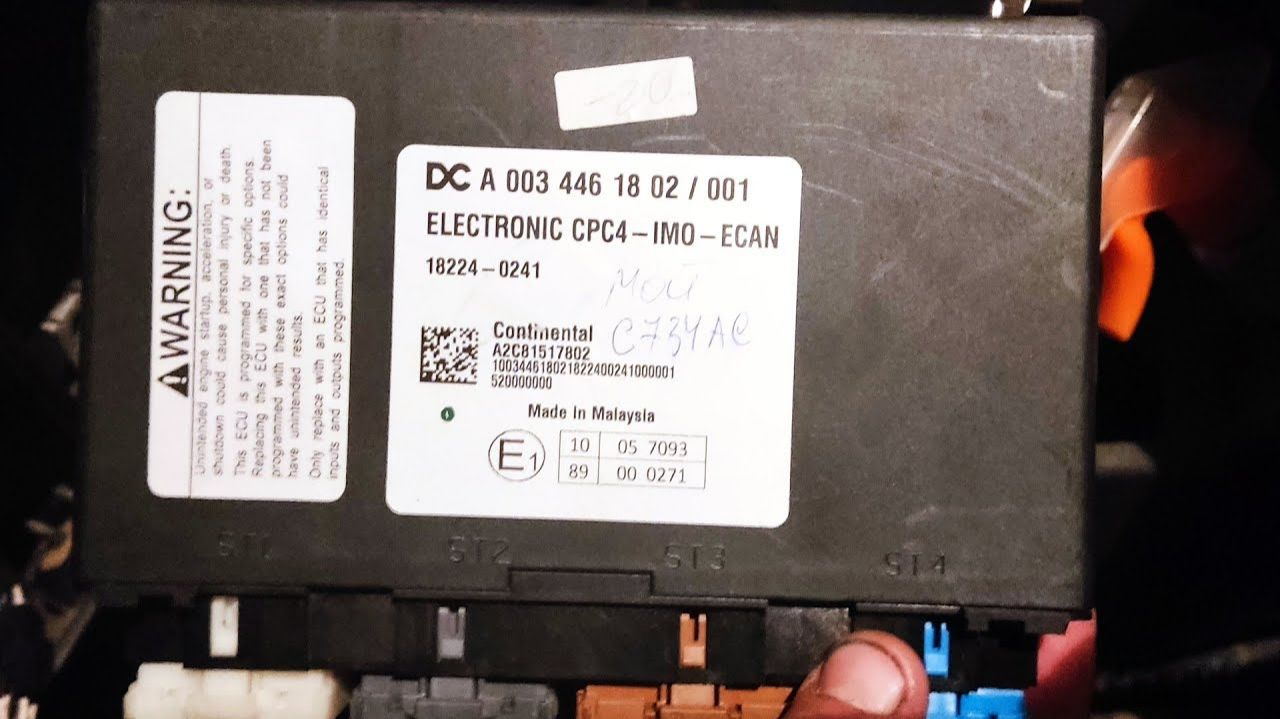 -20
WARNING:
Unintended engine startup, acceleration, or
shutdown could cause personal injury or death.
This ECU is programmed for specific options.
Replacing this ECU with one that has not been
programmed with these exact options could
have unintended results.
Only replace with an ECU that has identical
inputs and outputs programmed.
DC A 003 446 18 02 / 001
ELECTRONIC CPC4-IMO-ECAN
18224-0241
Мой
С734АС
Continental
A2C81517802
10034461802182240024100001
520000000
Made in Malaysia
E1
10 05 7093
89 00 0271
ST1 ST2 ST3 ST4